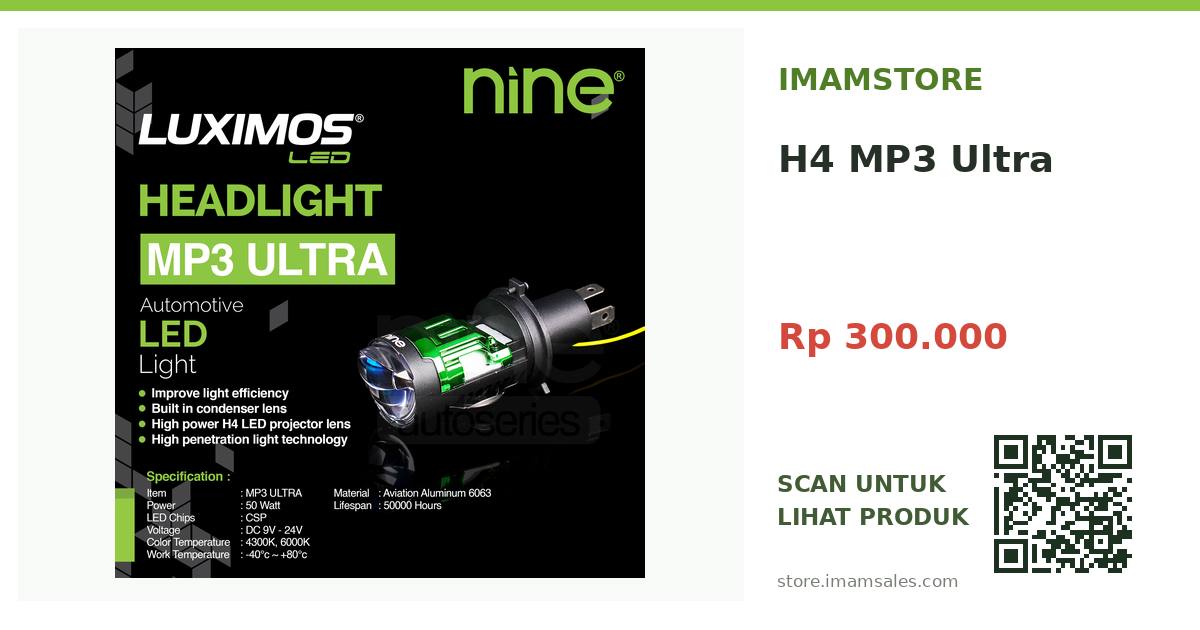 nine®
LUXIMOS®
LED
HEADLIGHT
MP3 ULTRA
Automotive
LED
Light
nine
autoseries
Improve light efficiency
Built in condenser lens
High power H4 LED projector lens
High penetration light technology
Specification :
Item : MP3 ULTRA
Power : 50 Watt
LED Chips : CSP
Voltage : DC 9V - 24V
Color Temperature : 4300K, 6000K
Work Temperature : -40°c ~ +80°c
Material : Aviation Aluminum 6063
Lifespan : 50000 Hours
IMAMSTORE
H4 MP3 Ultra
Rp 300.000
SCAN UNTUK
LIHAT PRODUK
store.imamsales.com